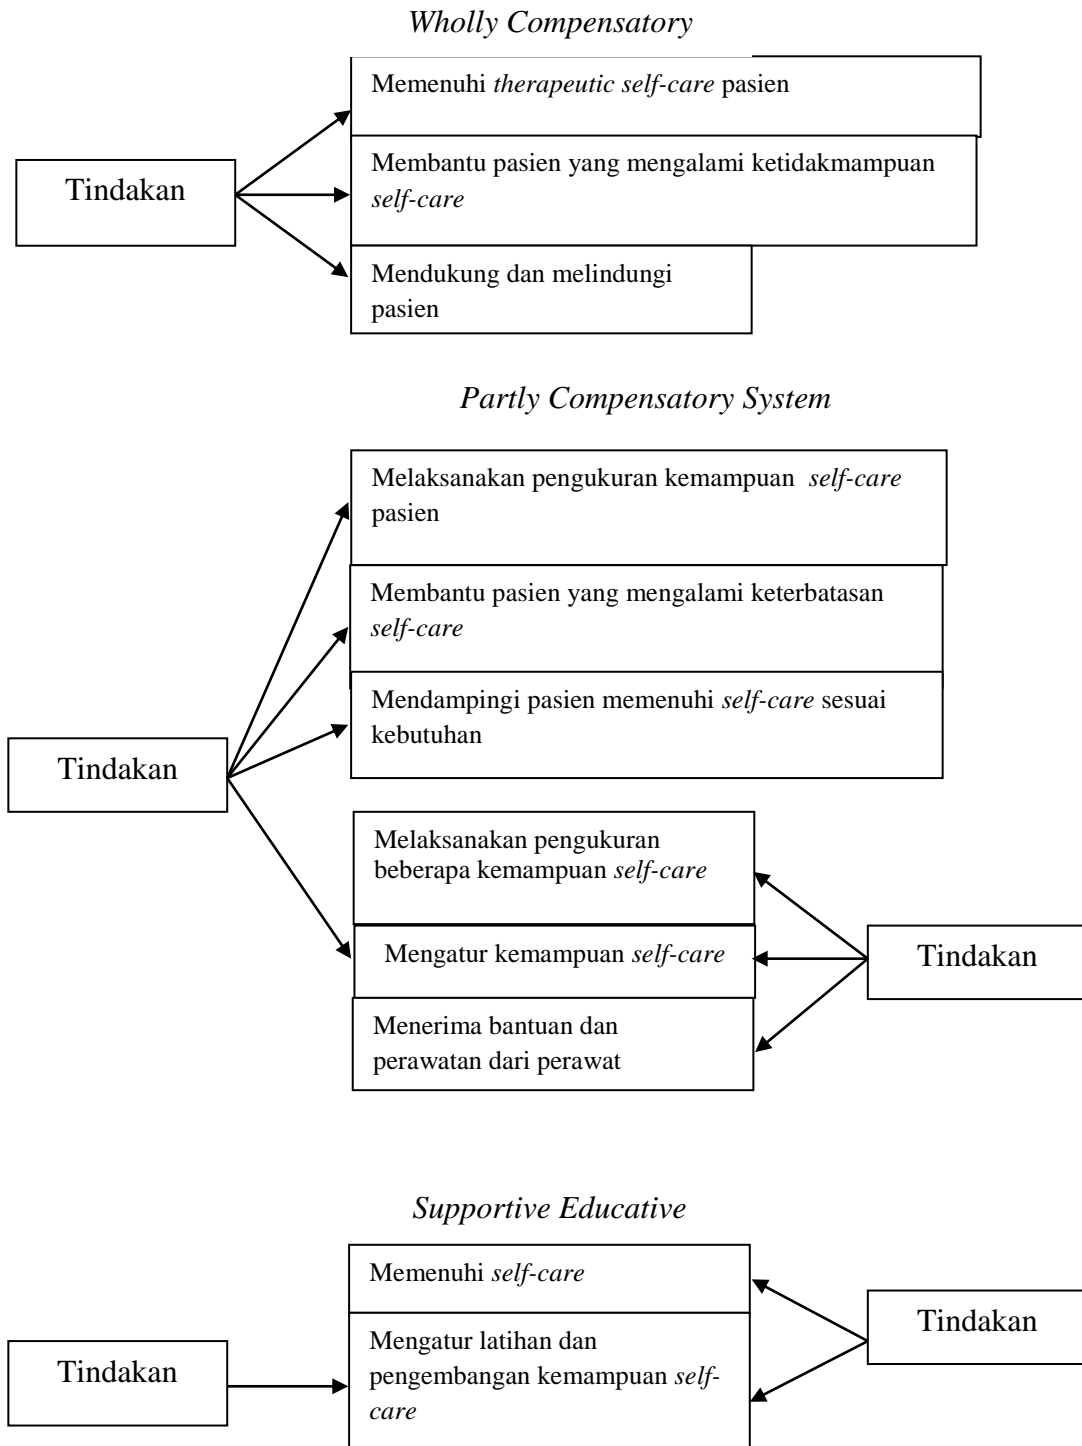 Wholly Compensatory
Memenuhi therapeutic self-care pasien
Tindakan
Membantu pasien yang mengalami ketidakmampuan
self-care
Mendukung dan melindungi
pasien
Partly Compensatory System
Melaksanakan pengukuran kemampuan self-care
pasien
Membantu pasien yang mengalami keterbatasan
self-care
Mendampingi pasien memenuhi self-care sesuai
kebutuhan
Tindakan
Melaksanakan pengukuran
beberapa kemampuan self-care
Mengatur kemampuan self-care
Tindakan
Menerima bantuan dan
perawatan dari perawat
Supportive Educative
Memenuhi self-care
Tindakan
Tindakan
Mengatur latihan dan
pengembangan kemampuan self-
care